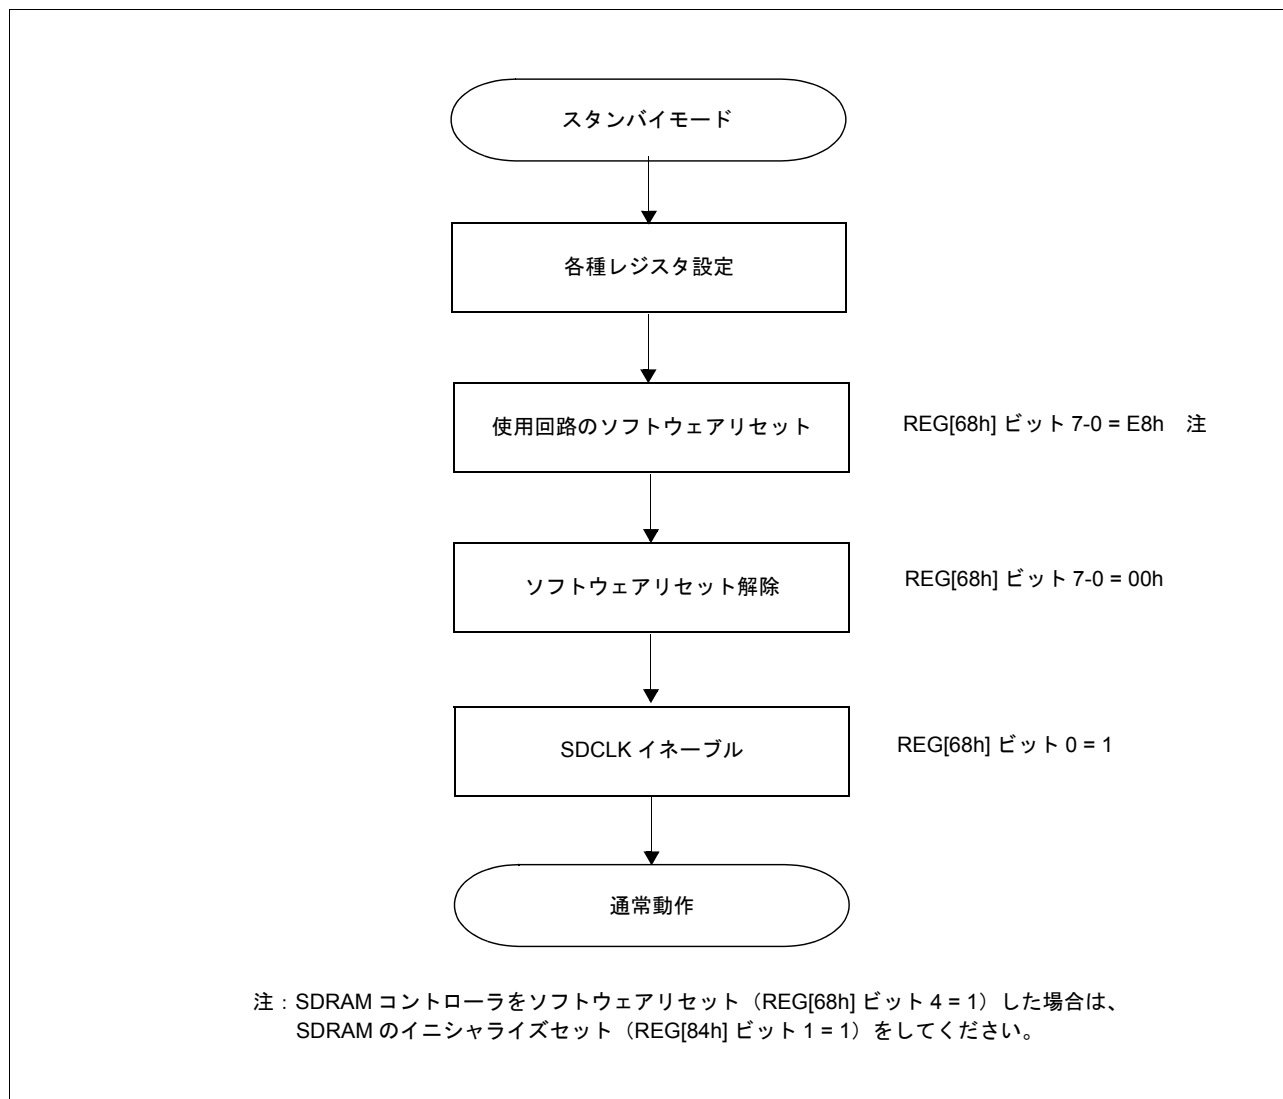 スタンバイモード
各種レジスタ設定
使用回路のソフトウェアリセット
REG[68h] ビット 7-0 = E8h　注
ソフトウェアリセット解除
REG[68h] ビット 7-0 = 00h
SDCLK イネーブル
REG[68h] ビット 0 = 1
通常動作
注 : SDRAM コントローラをソフトウェアリセット（REG[68h] ビット 4 = 1）した場合は、
SDRAM のイニシャライズセット（REG[84h] ビット 1 = 1）をしてください。